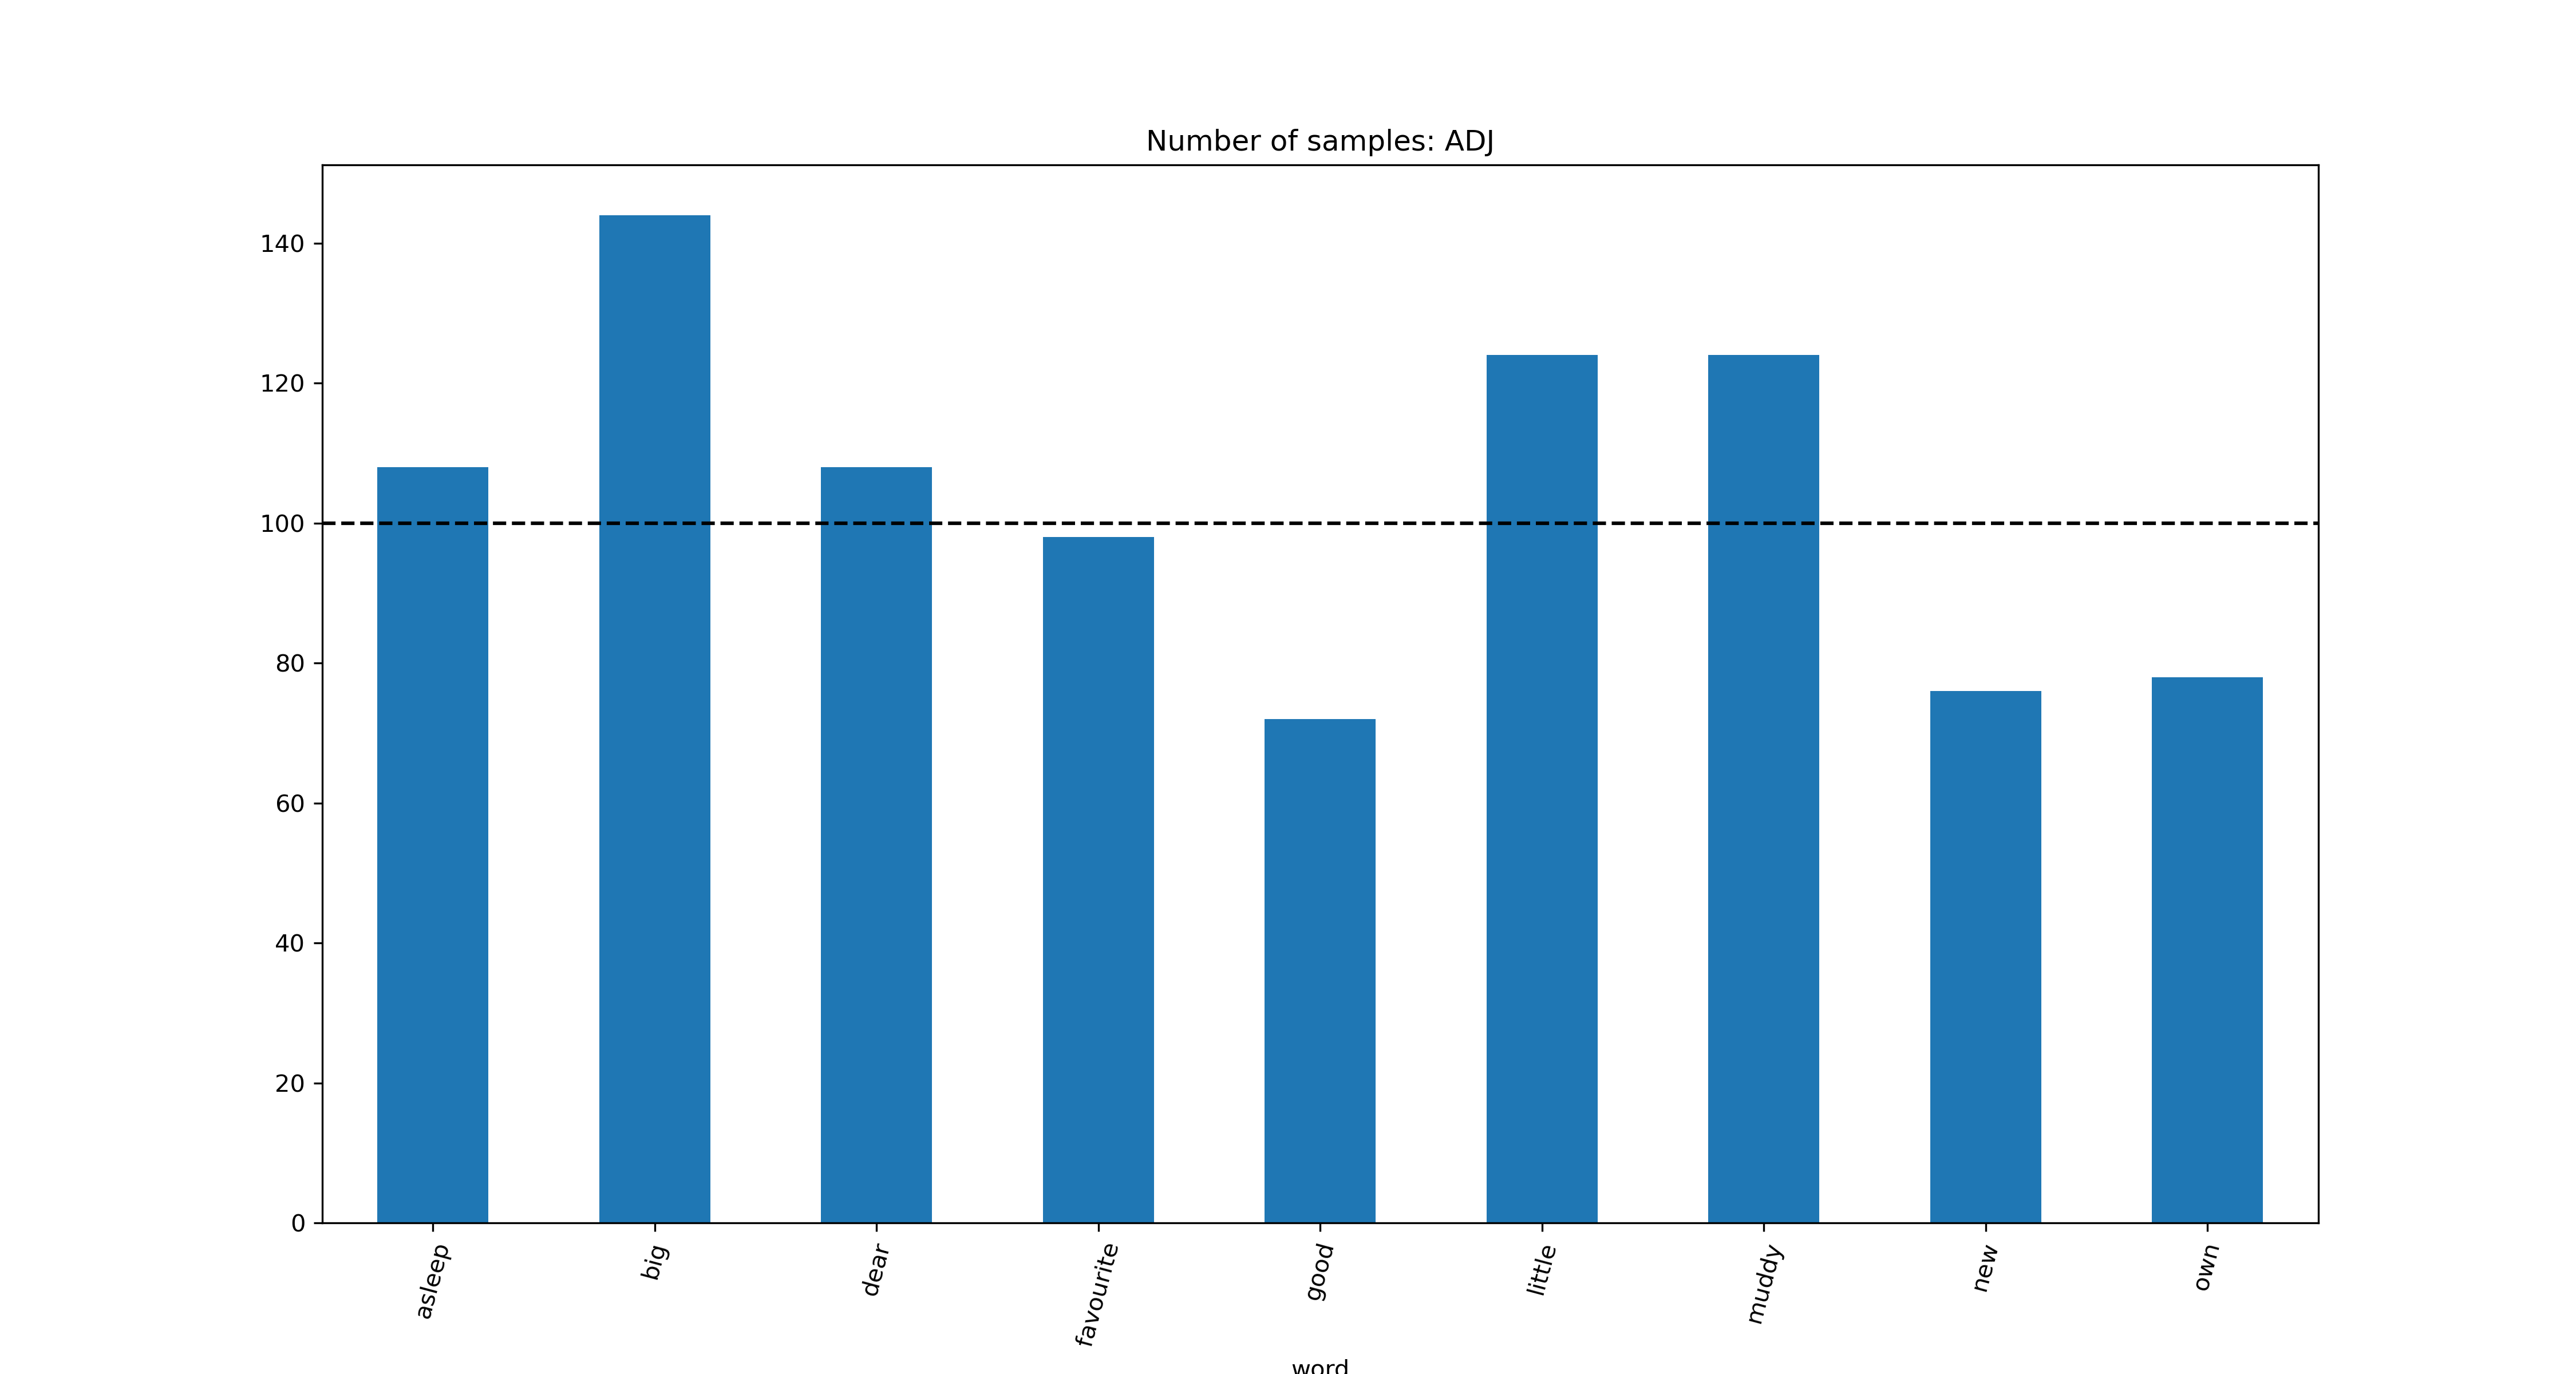 Number of samples: ADJ
140
120
100
80
60
40
20
0
asleep
big
dear
favourite
good
little
muddy
new
own
word